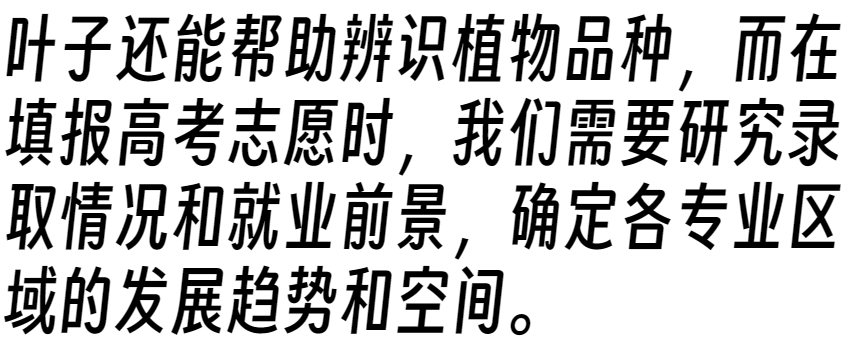 叶子还能帮助辨识植物品种，而在
填报高考志愿时，我们需要研究录
取情况和就业前景，确定各专业区
域的发展趋势和空间。